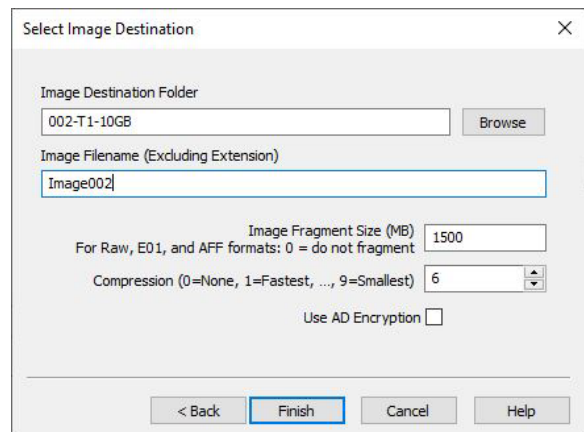 Select Image Destination
Image Destination Folder
002-T1-10GB
Browse
Image Filename (Excluding Extension)
Image002
Image Fragment Size (MB)
For Raw, E01, and AFF formats: 0 = do not fragment
1500
Compression (0=None, 1=Fastest, ..., 9=Smallest)
6
Use AD Encryption
< Back
Finish
Cancel
Help